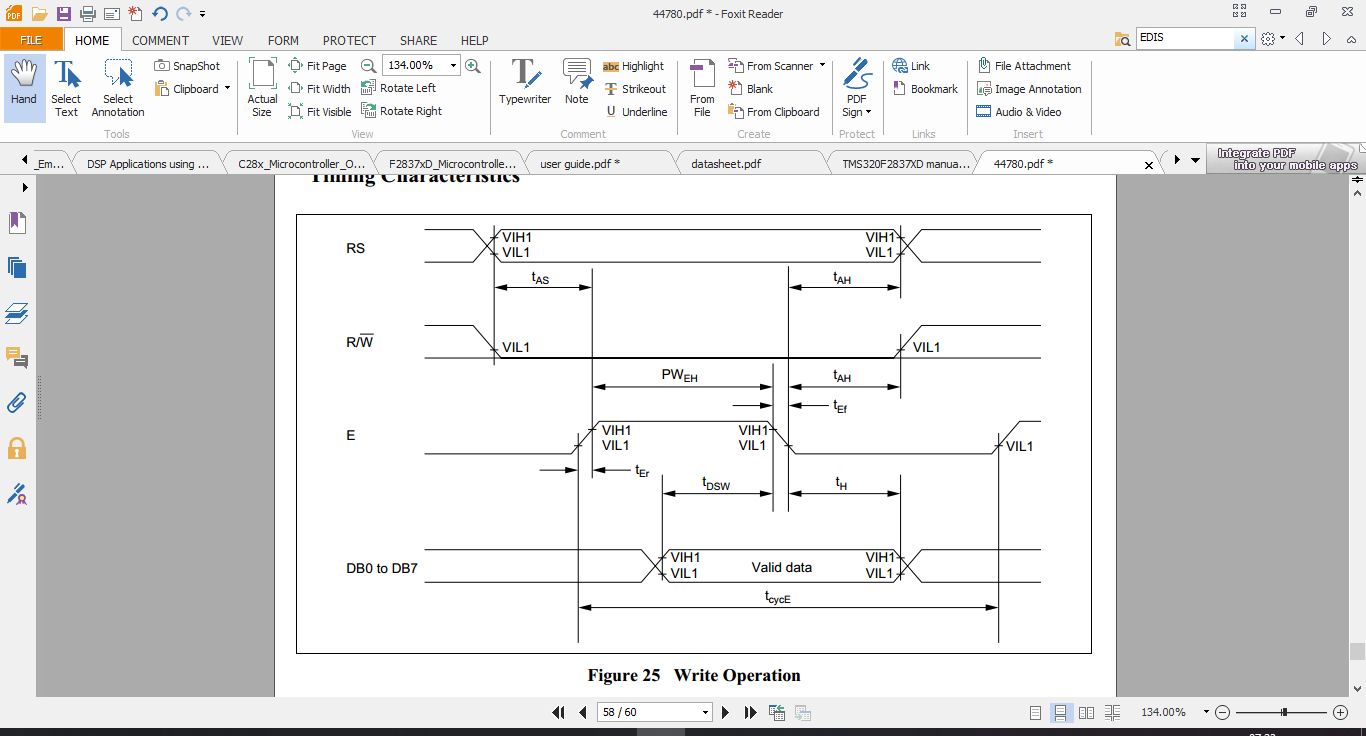 44780.pdf * - Foxit Reader
FILE HOME COMMENT VIEW FORM PROTECT SHARE HELP EDIS
Hand
Select Text
Select Annotation
SnapShot
Clipboard
Tools
Actual Size
Fit Page
Fit Width
Fit Visible
134.00%
Rotate Left
Rotate Right
View
Typewriter
Note
abc Highlight
Strikeout
U Underline
Comment
From File
From Scanner
Blank
From Clipboard
Create
PDF Sign
Protect
Link
Bookmark
Links
File Attachment
Image Annotation
Audio & Video
Insert
_Em... DSP Applications using ... C28x_Microcontroller_O... F2837xD_Microcontrolle... user guide.pdf * datasheet.pdf TMS320F2837XD manua... 44780.pdf *
Integrate PDF
into your mobile apps
Timing Characteristics
RS VIH1 VIH1
VIL1 VIL1
tAS tAH
R/W̅ VIL1 VIL1
PWEH tAH
tEf
E VIH1 VIH1
VIL1 VIL1 VIL1
tEr
tDSW tH
DB0 to DB7 VIH1 Valid data VIH1
VIL1 VIL1
tcycE
Figure 25 Write Operation
58 / 60 134.00%